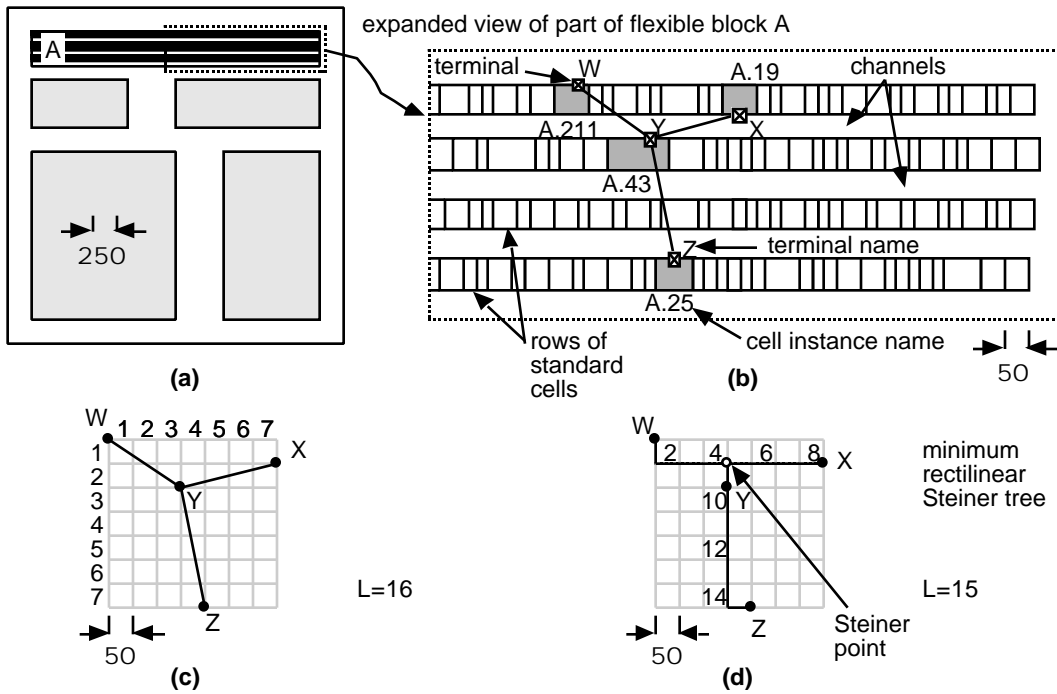 expanded view of part of flexible block A
A
250
(a)
terminal
W
A.19
channels
A.211
Y
X
A.43
Z
terminal name
A.25
rows of
standard
cells
cell instance name
50
(b)
W
1 2 3 4 5 6 7
X
1
2
3
4
5
6
7
Y
Z
L=16
50
(c)
W
2 4 6 8
X
10
Y
12
14
Z
minimum
rectilinear
Steiner tree
L=15
Steiner
point
50
(d)